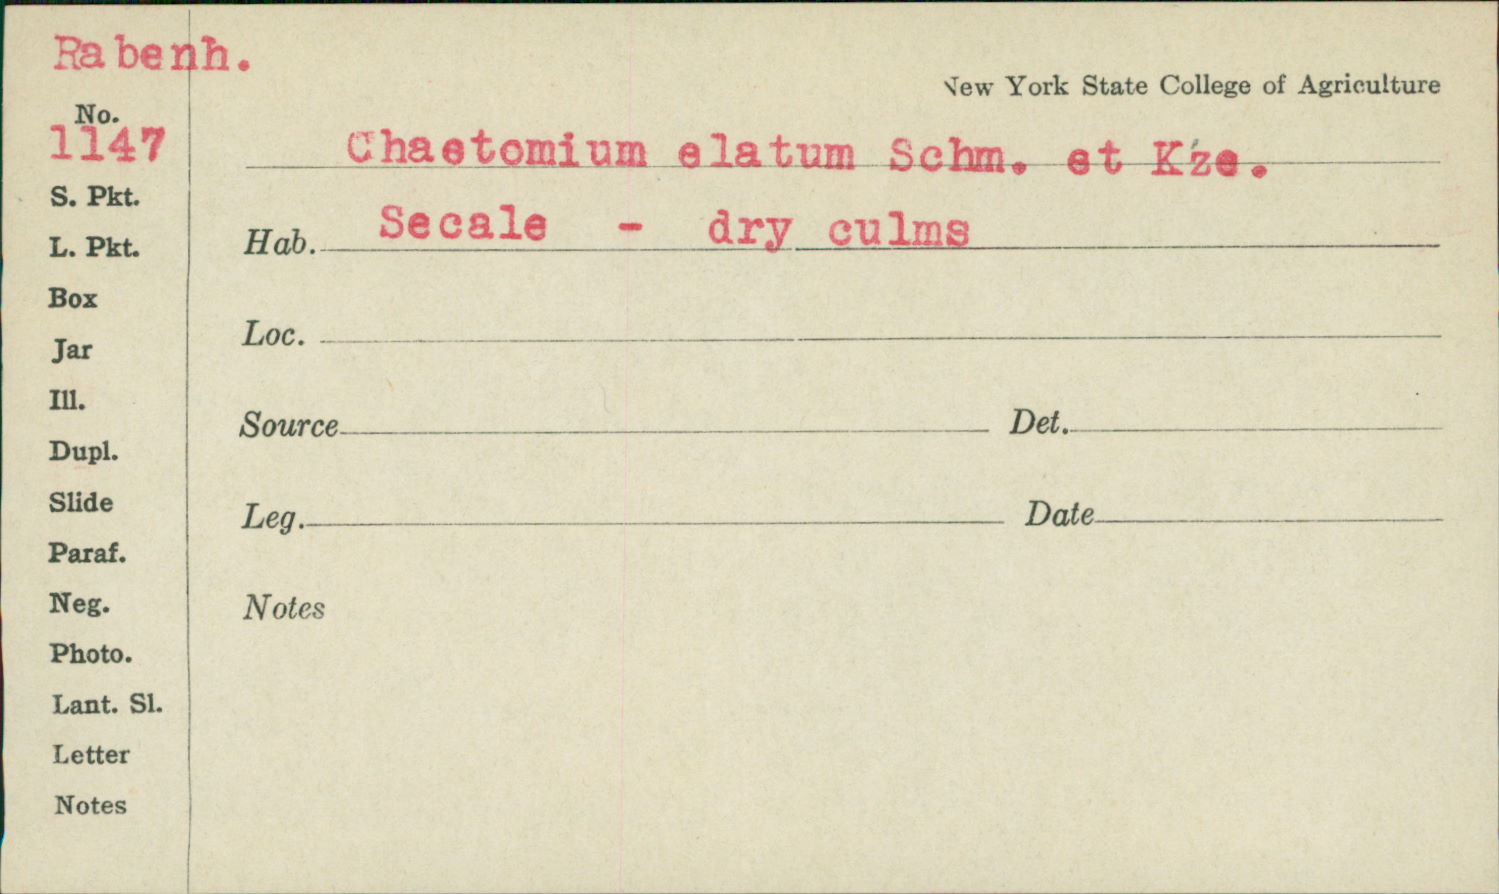 Rabenh.
New York State College of Agriculture
No.
1147
Chaetomium elatum Schm. et Kze.
S. Pkt.
Hab. Secale - dry culms
L. Pkt.
Box
Loc.
Jar
Ill.
Source Det.
Dupl.
Slide
Leg. Date
Paraf.
Neg.
Notes
Photo.
Lant. Sl.
Letter
Notes